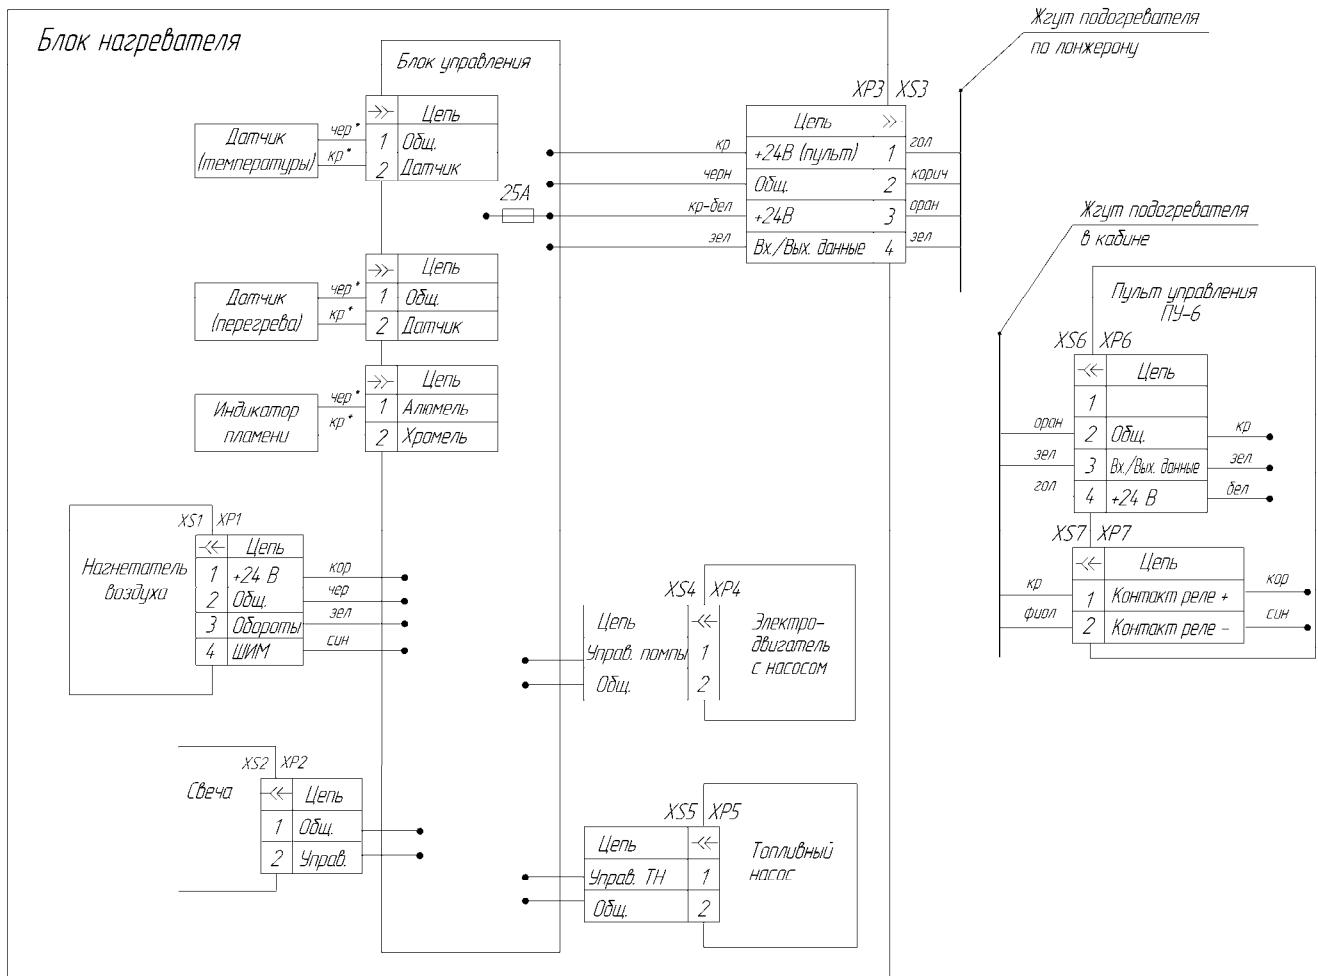 Блок нагревателя
Блок управления
Датчик
(температуры)
чер*
кр*
Цепь
1 Общ.
2 Датчик
25А
Датчик
(перегрева)
чер*
кр*
Цепь
1 Общ.
2 Датчик
Индикатор
пламени
чер*
кр*
Цепь
1 Алюмель
2 Хромель
XS1 XP1
Нагнетатель
воздуха
Цепь
1 +24 В кор
2 Общ. чер
3 Обороты зел
4 ШИМ син
XS2 XP2
Свеча
Цепь
1 Общ.
2 Управ.
XP3 XS3
Цепь
кр +24В (пульт) 1 гол
черн Общ. 2 корич
кр-бел +24В 3 оран
зел Вх./Вых. данные 4 зел
Жгут подогревателя
по лонжерону
XS4 XP4
Цепь
Управ. помпы 1
Общ. 2
Электро-
двигатель
с насосом
XS5 XP5
Цепь
Управ. ТН 1
Общ. 2
Топливный
насос
Жгут подогревателя
в кабине
Пульт управления
ПУ-6
XS6 XP6
Цепь
1
оран 2 Общ. кр
зел 3 Вх./Вых. данные зел.
гол 4 +24 В бел
XS7 XP7
Цепь
кр 1 Контакт реле + кор
фиол 2 Контакт реле - син